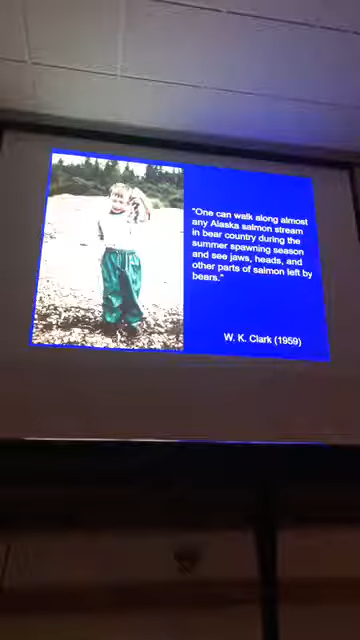 "One can walk along almost
any Alaska salmon stream
in bear country during the
summer spawning season
and see jaws, heads, and
other parts of salmon left by
bears."
W. K. Clark (1959)